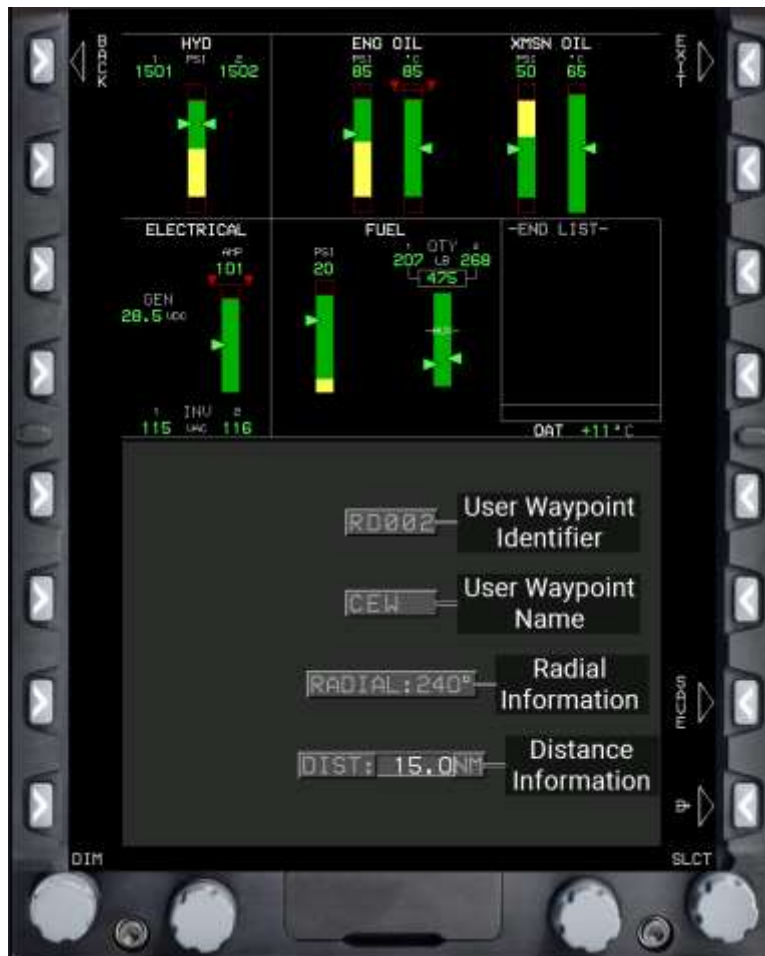 BACK
HYD
1 PSI 2
1501 1502
ENG OIL
PSI °C
85 85
XMSN OIL
PSI °C
50 65
EXIT
ELECTRICAL
AMP
101
GEN
28.5 VDC
1 INV 2
115 VAC 116
FUEL
PSI
20
1 QTY 2
207 LB 268
475
-END LIST-
OAT +11°C
RD002
User Waypoint
Identifier
CEW
User Waypoint
Name
RADIAL:240°
Radial
Information
DIST: 15.0NM
Distance
Information
SAVE
DIM
SLCT